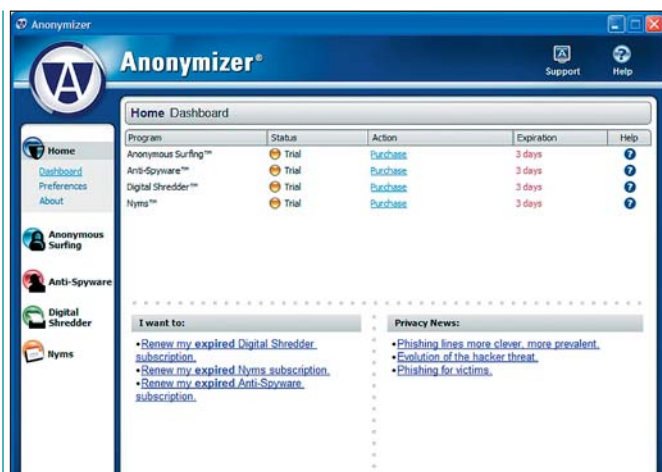 Anonymizer
Anonymizer®
Support
Help
Home
Dashboard
Preferences
About
Anonymous
Surfing
Anti-Spyware
Digital
Shredder
Nyms
Home Dashboard
Program Status Action Expiration Help
Anonymous Surfing™ Trial Purchase 3 days ?
Anti-Spyware™ Trial Purchase 3 days ?
Digital Shredder™ Trial Purchase 3 days ?
Nyms™ Trial Purchase 3 days ?
I want to:
•Renew my expired Digital Shredder
subscription.
•Renew my expired Nyms subscription.
•Renew my expired Anti-Spyware
subscription.
Privacy News:
•Phishing lines more clever, more prevalent.
•Evolution of the hacker threat.
•Phishing for victims.